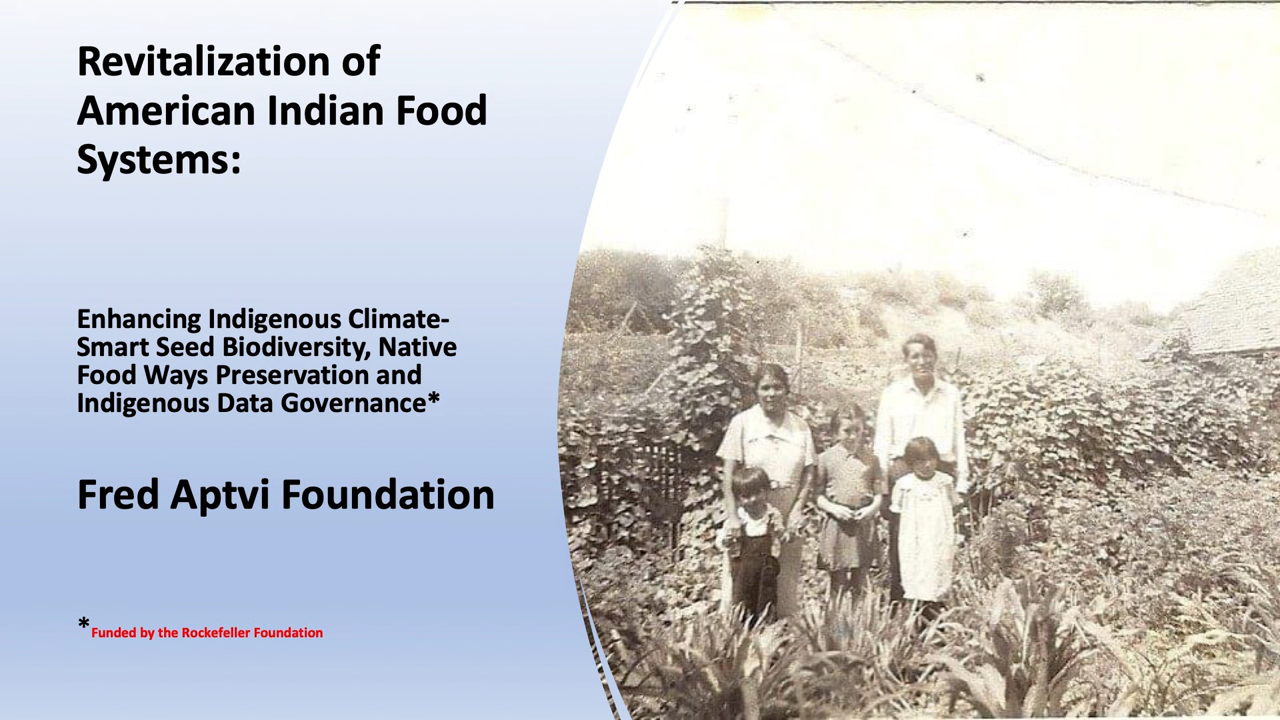 Revitalization of
American Indian Food
Systems:
Enhancing Indigenous Climate-
Smart Seed Biodiversity, Native
Food Ways Preservation and
Indigenous Data Governance*
Fred Aptvi Foundation
*Funded by the Rockefeller Foundation